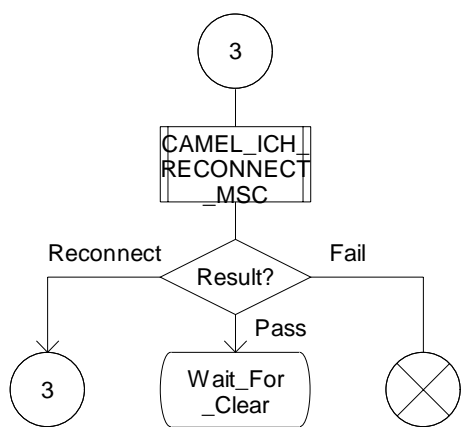 3
CAMEL_ICH_
RECONNECT
_MSC
Reconnect
Result?
Fail
Pass
3
Wait_For
_Clear